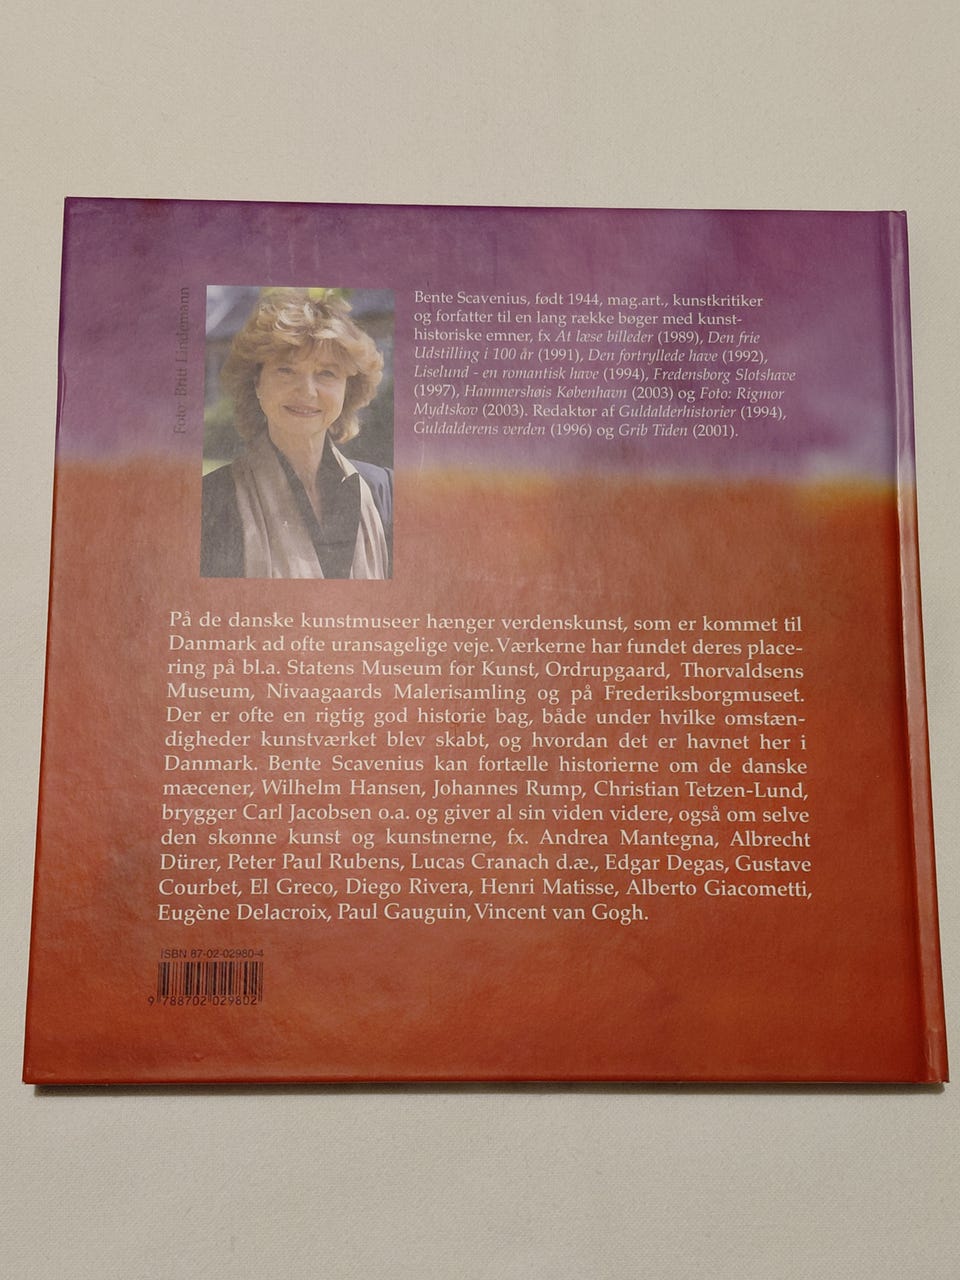 Foto: Britt Lindemann
Bente Scavenius, født 1944, mag.art., kunstkritiker
og forfatter til en lang række bøger med kunst-
historiske emner, fx At læse billeder (1989), Den frie
Udstilling i 100 år (1991), Den fortryllede have (1992),
Liselund - en romantisk have (1994), Fredensborg Slotshave
(1997), Hammershøis København (2003) og Foto: Rigmor
Mydtskov (2003). Redaktør af Guldalderhistorier (1994),
Guldalderens verden (1996) og Grib Tiden (2001).
På de danske kunstmuseer hænger verdenskunst, som er kommet til
Danmark ad ofte uransagelige veje. Værkerne har fundet deres place-
ring på bl.a. Statens Museum for Kunst, Ordrupgaard, Thorvaldsens
Museum, Nivaagaards Malerisamling og på Frederiksborgmuseet.
Der er ofte en rigtig god historie bag, både under hvilke omstæn-
digheder kunstværket blev skabt, og hvordan det er havnet her i
Danmark. Bente Scavenius kan fortælle historierne om de danske
mæcener, Wilhelm Hansen, Johannes Rump, Christian Tetzen-Lund,
brygger Carl Jacobsen o.a. og giver al sin viden videre, også om selve
den skønne kunst og kunstnerne, fx. Andrea Mantegna, Albrecht
Dürer, Peter Paul Rubens, Lucas Cranach d.æ., Edgar Degas, Gustave
Courbet, El Greco, Diego Rivera, Henri Matisse, Alberto Giacometti,
Eugène Delacroix, Paul Gauguin, Vincent van Gogh.
ISBN 87-02-02980-4
9 788702 029802